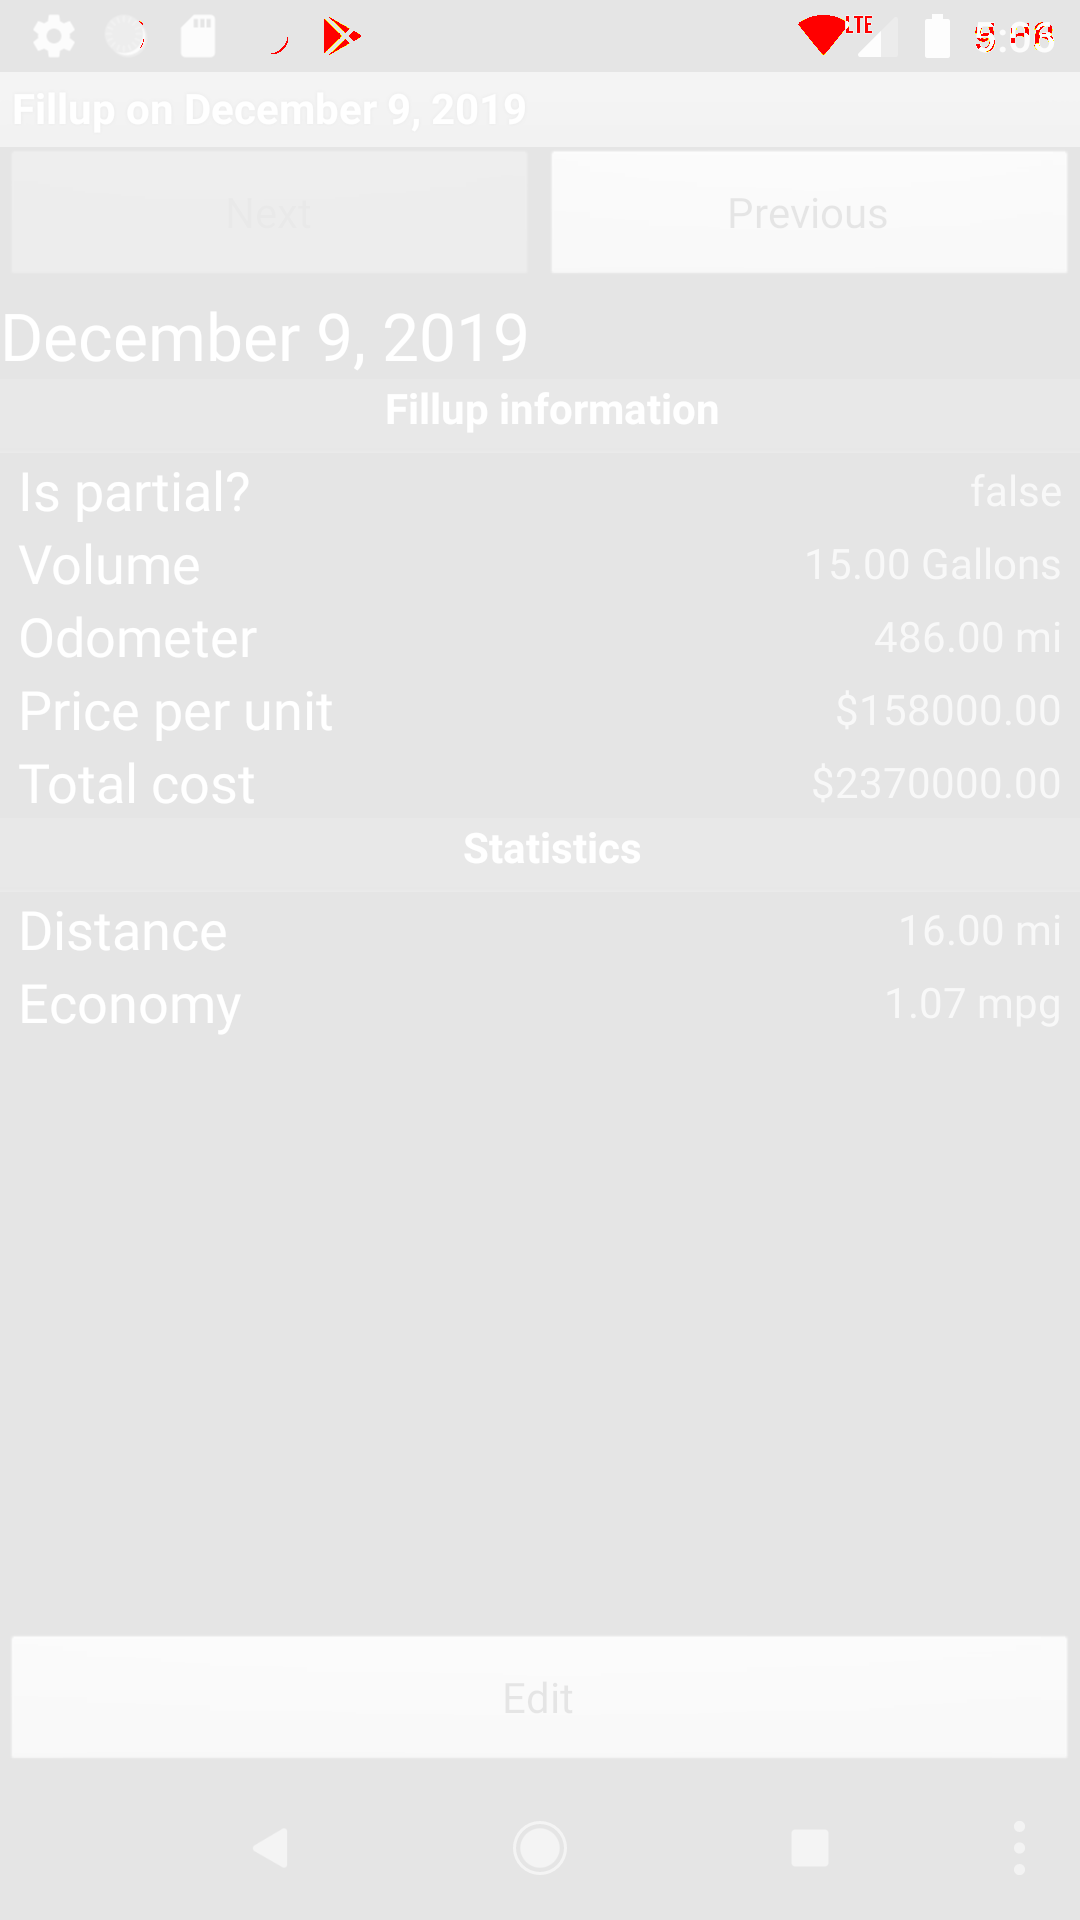 LTE
Fillup on December 9, 2019
Next
Previous
December 9, 2019
Fillup information
Is partial?
false
Volume
15.00 Gallons
Odometer
486.00 mi
Price per unit
$158000.00
Total cost
$2370000.00
Statistics
Distance
16.00 mi
Economy
1.07 mpg
Edit